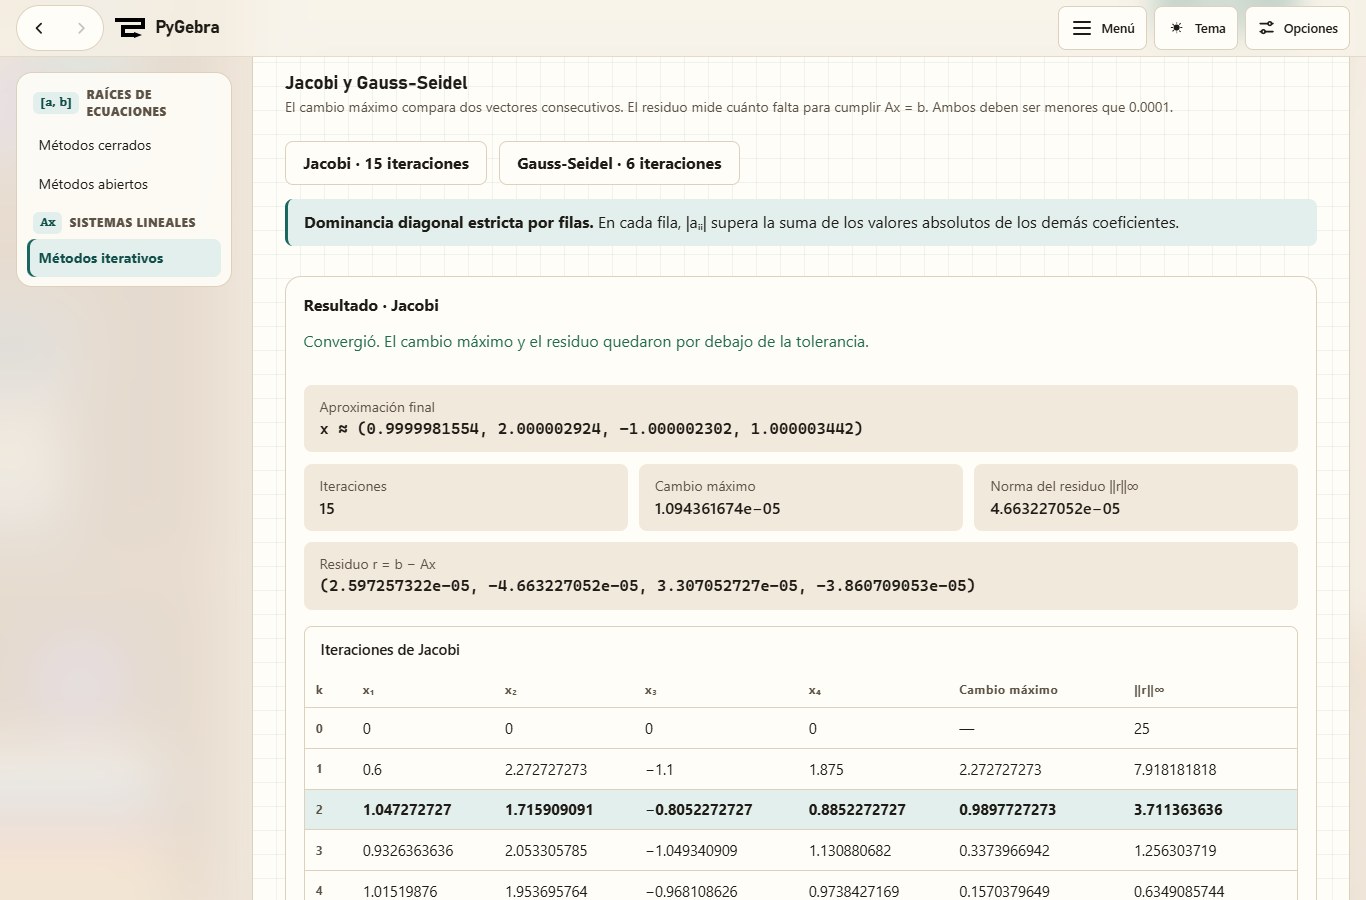 PyGebra
Menú
Tema
Opciones
[a, b] RAÍCES DE
ECUACIONES
Métodos cerrados
Métodos abiertos
Ax SISTEMAS LINEALES
Métodos iterativos
Jacobi y Gauss-Seidel
El cambio máximo compara dos vectores consecutivos. El residuo mide cuánto falta para cumplir Ax = b. Ambos deben ser menores que 0.0001.
Jacobi · 15 iteraciones
Gauss-Seidel · 6 iteraciones
Dominancia diagonal estricta por filas. En cada fila, |aᵢᵢ| supera la suma de los valores absolutos de los demás coeficientes.
Resultado · Jacobi
Convergió. El cambio máximo y el residuo quedaron por debajo de la tolerancia.
Aproximación final
x ≈ (0.9999981554, 2.000002924, −1.000002302, 1.000003442)
Iteraciones
15
Cambio máximo
1.094361674e−05
Norma del residuo ||r||∞
4.663227052e−05
Residuo r = b − Ax
(2.597257322e−05, −4.663227052e−05, 3.307052727e−05, −3.860709053e−05)
Iteraciones de Jacobi
k x₁ x₂ x₃ x₄ Cambio máximo ||r||∞
0 0 0 0 0 — 25
1 0.6 2.272727273 −1.1 1.875 2.272727273 7.918181818
2 1.047272727 1.715909091 −0.8052272727 0.8852272727 0.9897727273 3.711363636
3 0.9326363636 2.053305785 −1.049340909 1.130880682 0.3373966942 1.256303719
4 1.01519876 1.953695764 −0.968108626 0.9738427169 0.1570379649 0.6349085744